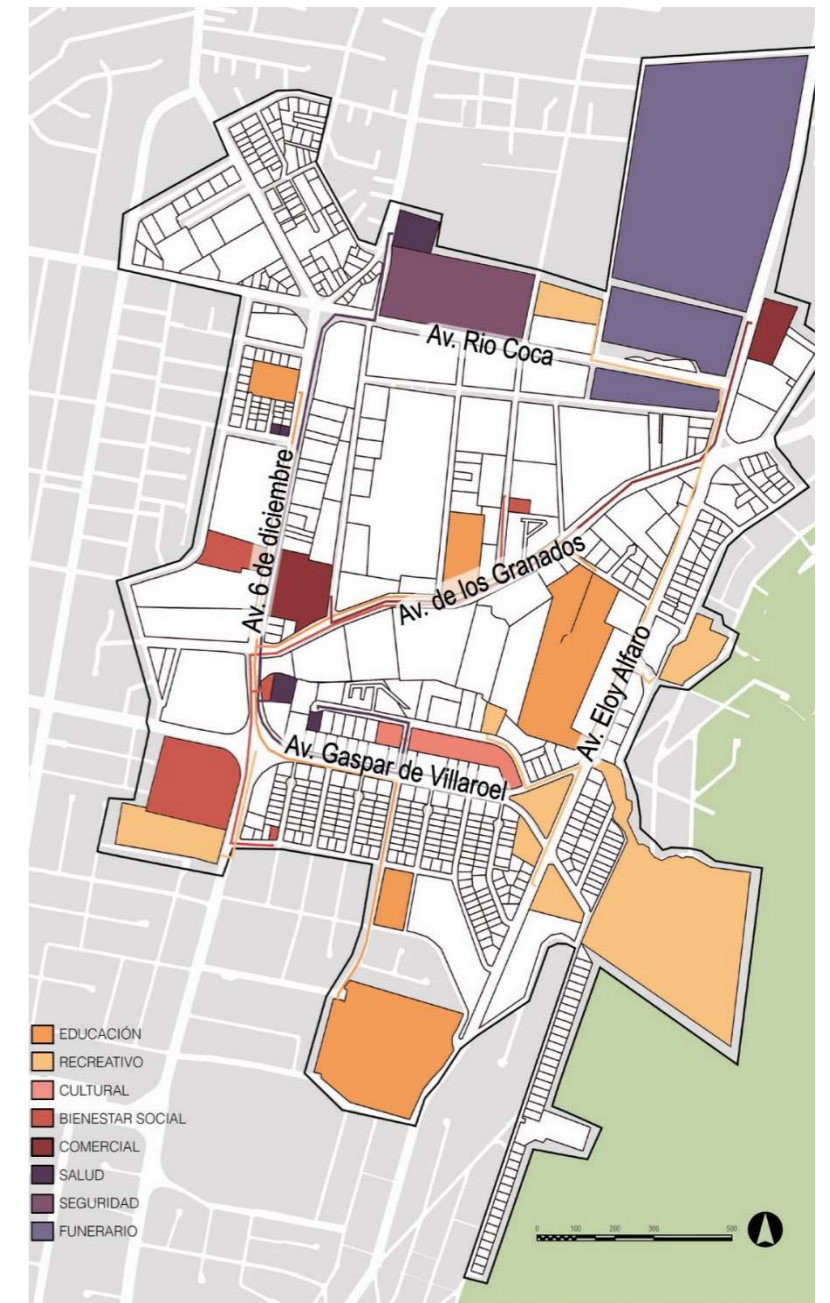 Av. Rio Coca
Av. 6 de diciembre
Av. de los Granados
Av. Eloy Alfaro
Av. Gaspar de Villaroel
EDUCACIÓN
RECREATIVO
CULTURAL
BIENESTAR SOCIAL
COMERCIAL
SALUD
SEGURIDAD
FUNERARIO
0 100 200 300 500